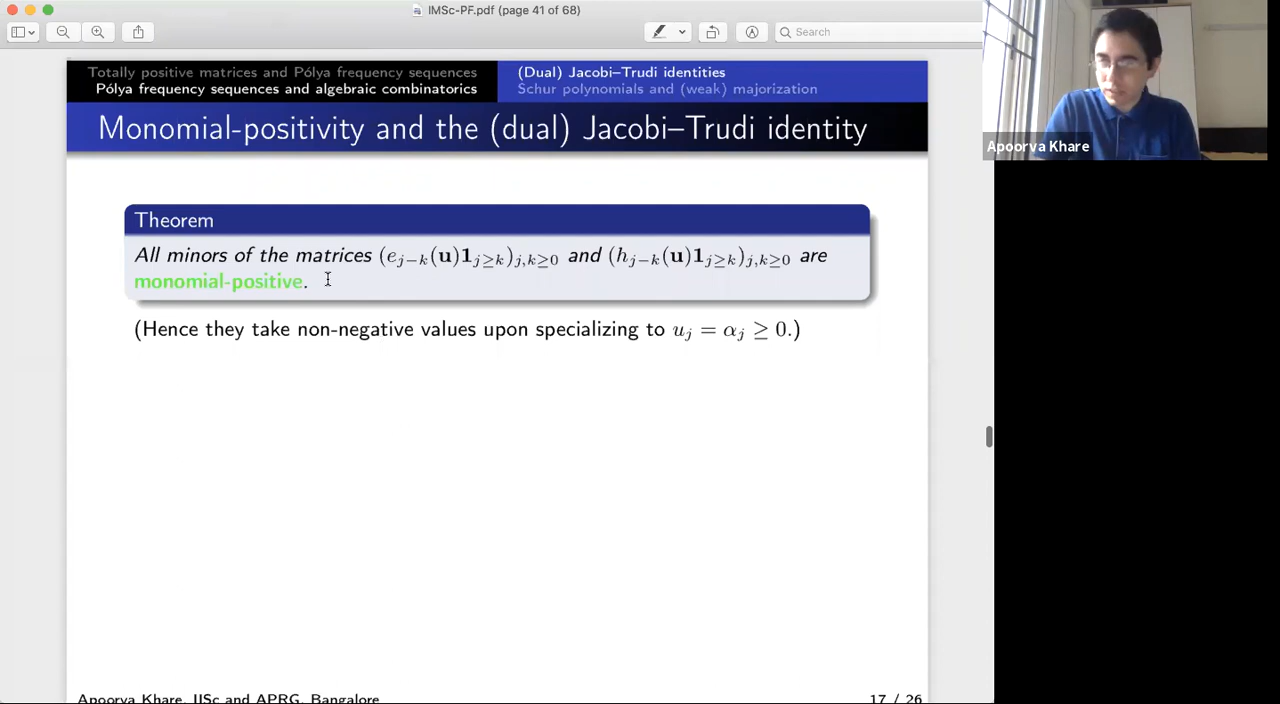 IMSc-PF.pdf (page 41 of 68)
Search
Totally positive matrices and Pólya frequency sequences
Pólya frequency sequences and algebraic combinatorics
(Dual) Jacobi–Trudi identities
Schur polynomials and (weak) majorization
Monomial-positivity and the (dual) Jacobi–Trudi identity
Theorem
All minors of the matrices (e_{j−k}(𝐮)𝟏_{j≥k})_{j,k≥0} and (h_{j−k}(𝐮)𝟏_{j≥k})_{j,k≥0} are
monomial-positive.
(Hence they take non-negative values upon specializing to u_j = α_j ≥ 0.)
Apoorva Khare, IISc and APRG, Bangalore
17 / 26
Apoorva Khare